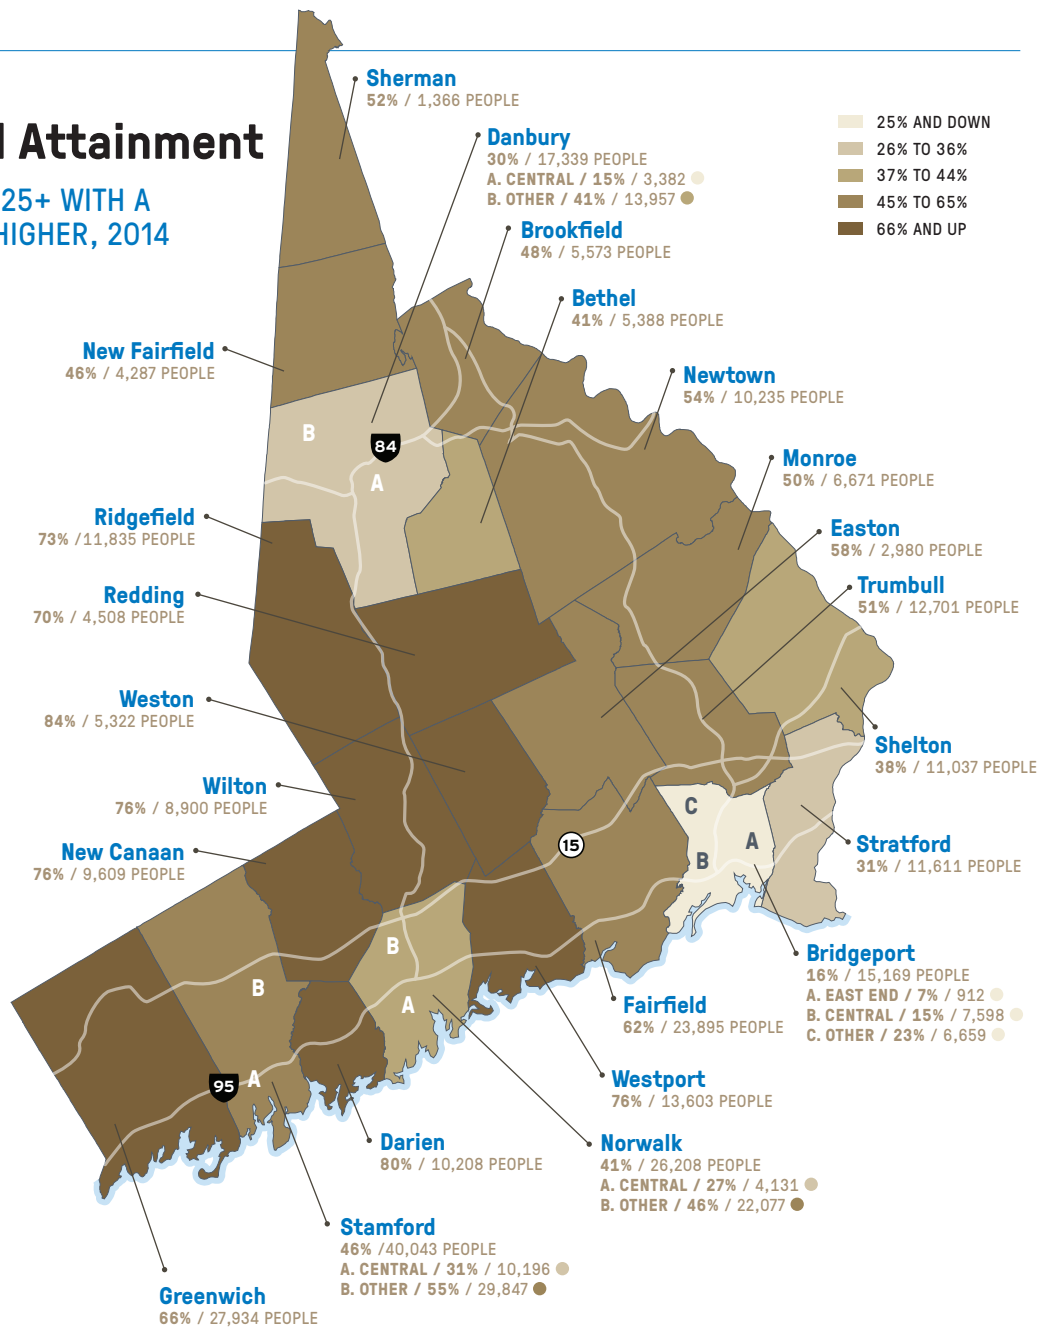 Attainment
25+ WITH A
HIGHER, 2014
25% AND DOWN
26% TO 36%
37% TO 44%
45% TO 65%
66% AND UP
Sherman
52% / 1,366 PEOPLE
Danbury
30% / 17,339 PEOPLE
A. CENTRAL / 15% / 3,382
B. OTHER / 41% / 13,957
Brookfield
48% / 5,573 PEOPLE
Bethel
41% / 5,388 PEOPLE
New Fairfield
46% / 4,287 PEOPLE
Newtown
54% / 10,235 PEOPLE
B
84
A
Monroe
50% / 6,671 PEOPLE
Ridgefield
73% /11,835 PEOPLE
Easton
58% / 2,980 PEOPLE
Redding
70% / 4,508 PEOPLE
Trumbull
51% / 12,701 PEOPLE
Weston
84% / 5,322 PEOPLE
Shelton
38% / 11,037 PEOPLE
Wilton
76% / 8,900 PEOPLE
C
A
B
15
New Canaan
76% / 9,609 PEOPLE
Stratford
31% / 11,611 PEOPLE
B
A
B
Bridgeport
16% / 15,169 PEOPLE
A. EAST END / 7% / 912
B. CENTRAL / 15% / 7,598
C. OTHER / 23% / 6,659
Fairfield
62% / 23,895 PEOPLE
95
A
Westport
76% / 13,603 PEOPLE
Darien
80% / 10,208 PEOPLE
Norwalk
41% / 26,208 PEOPLE
A. CENTRAL / 27% / 4,131
B. OTHER / 46% / 22,077
Stamford
46% /40,043 PEOPLE
A. CENTRAL / 31% / 10,196
B. OTHER / 55% / 29,847
Greenwich
66% / 27,934 PEOPLE